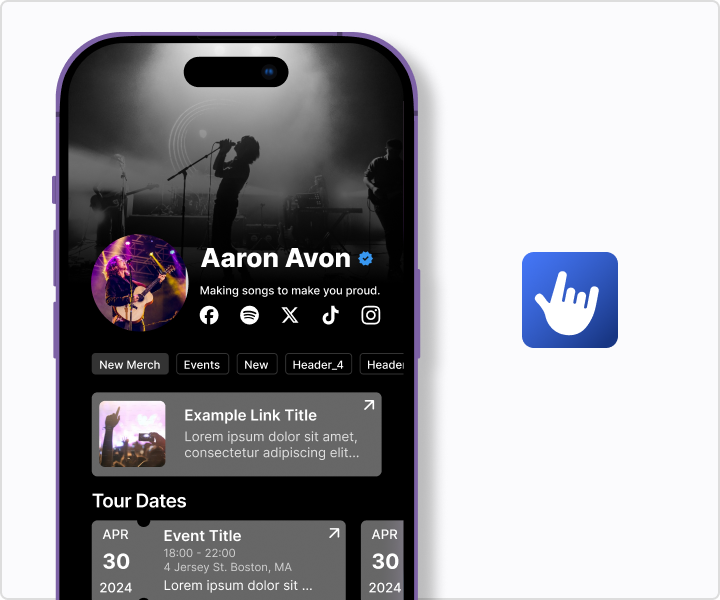 Aaron Avon
Making songs to make you proud.
New Merch
Events
New
Header_4
Header
Example Link Title
Lorem ipsum dolor sit amet,
consectetur adipiscing elit...
Tour Dates
APR
30
2024
Event Title
18:00 - 22:00
4 Jersey St. Boston, MA
Lorem ipsum dolor sit ...
APR
30
2024